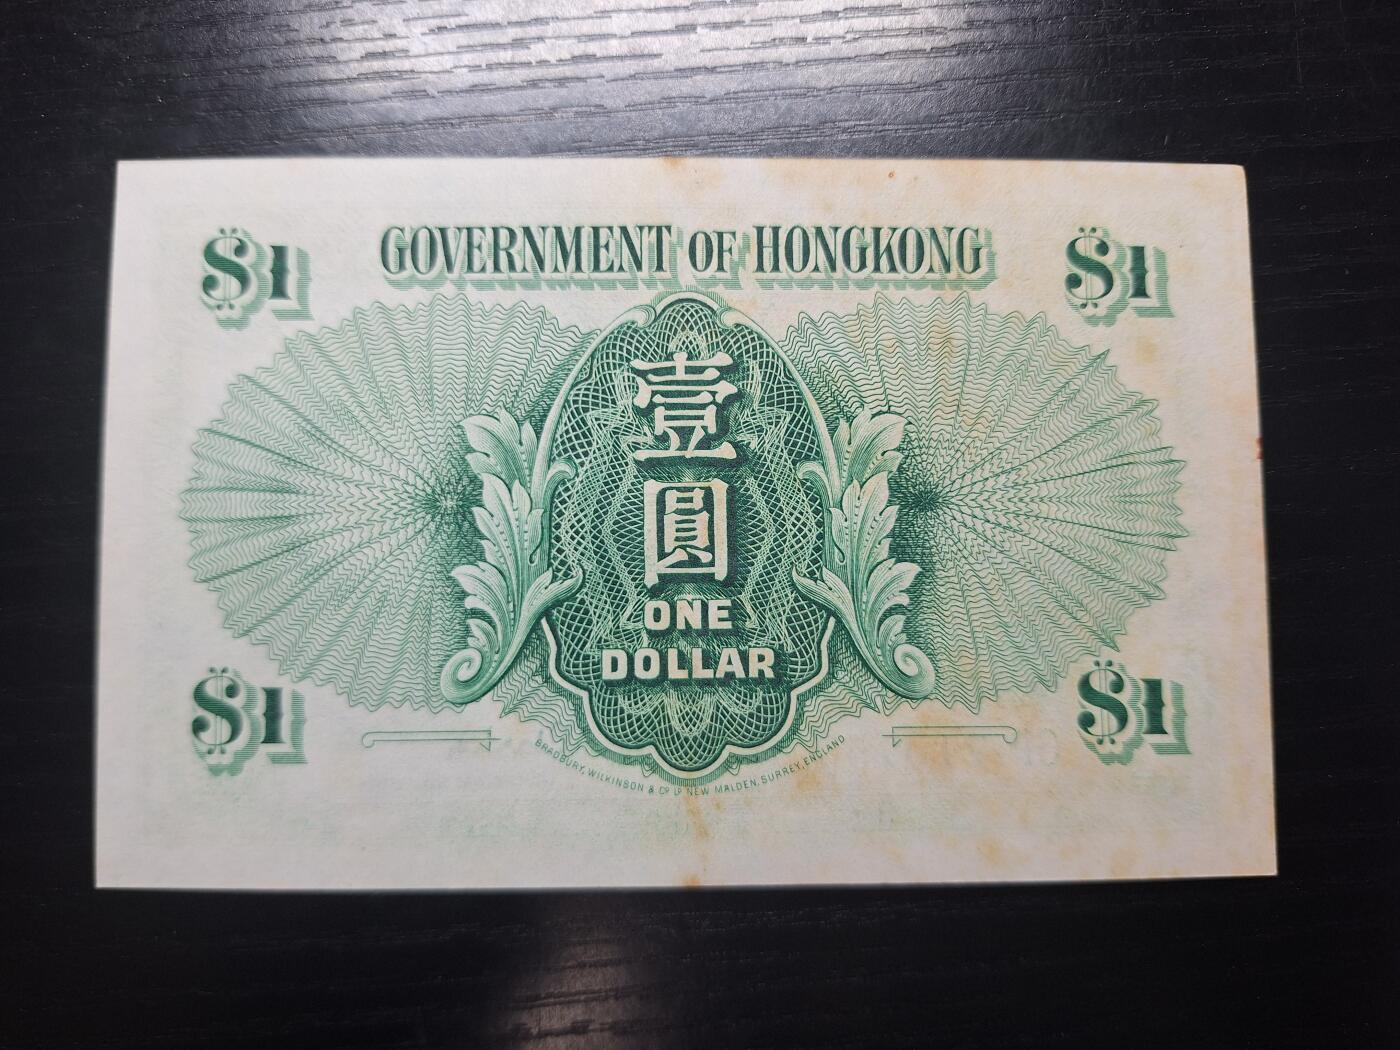 $1 GOVERNMENT OF HONGKONG $1
壹
圓
ONE
DOLLAR
$1 $1
BRADBURY, WILKINSON & Cº Lᴰ NEW MALDEN, SURREY, ENGLAND